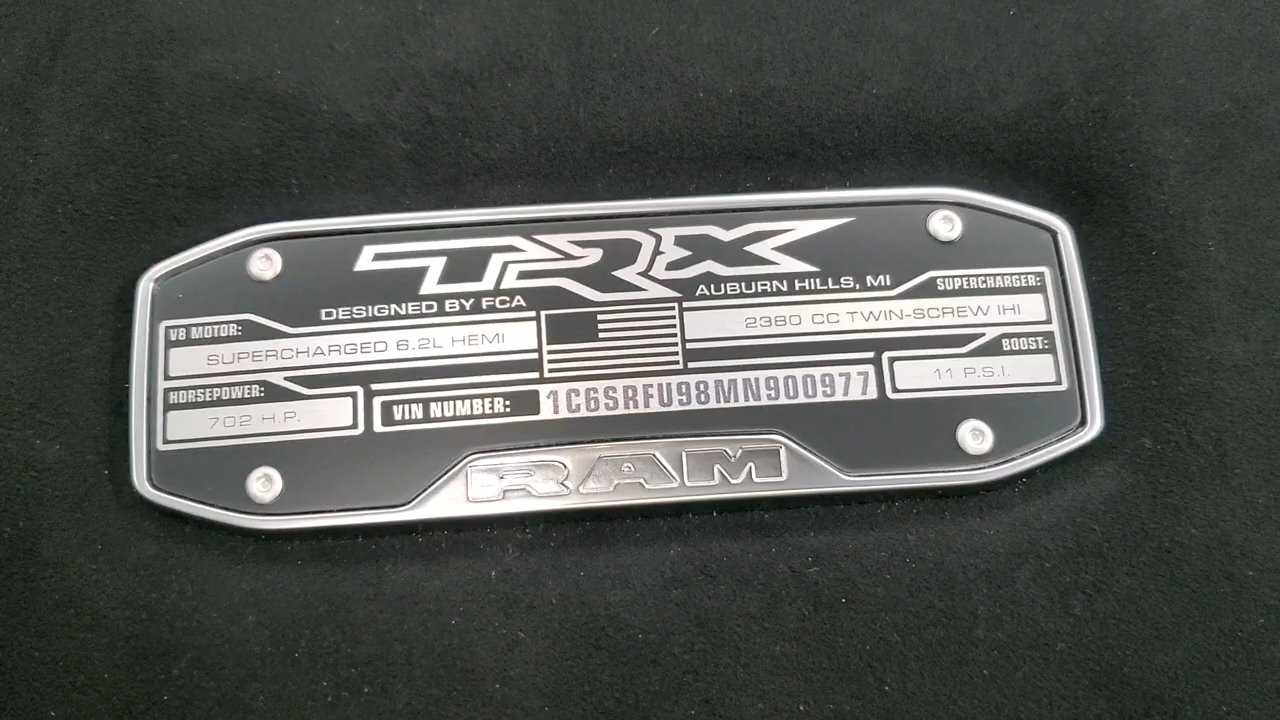 TRX
DESIGNED BY FCA
AUBURN HILLS, MI
V8 MOTOR:
SUPERCHARGED 6.2L HEMI
SUPERCHARGER:
2380 CC TWIN-SCREW IHI
HORSEPOWER:
702 H.P.
VIN NUMBER: 1C6SRFU98MN900977
BOOST:
11 P.S.I.
RAM